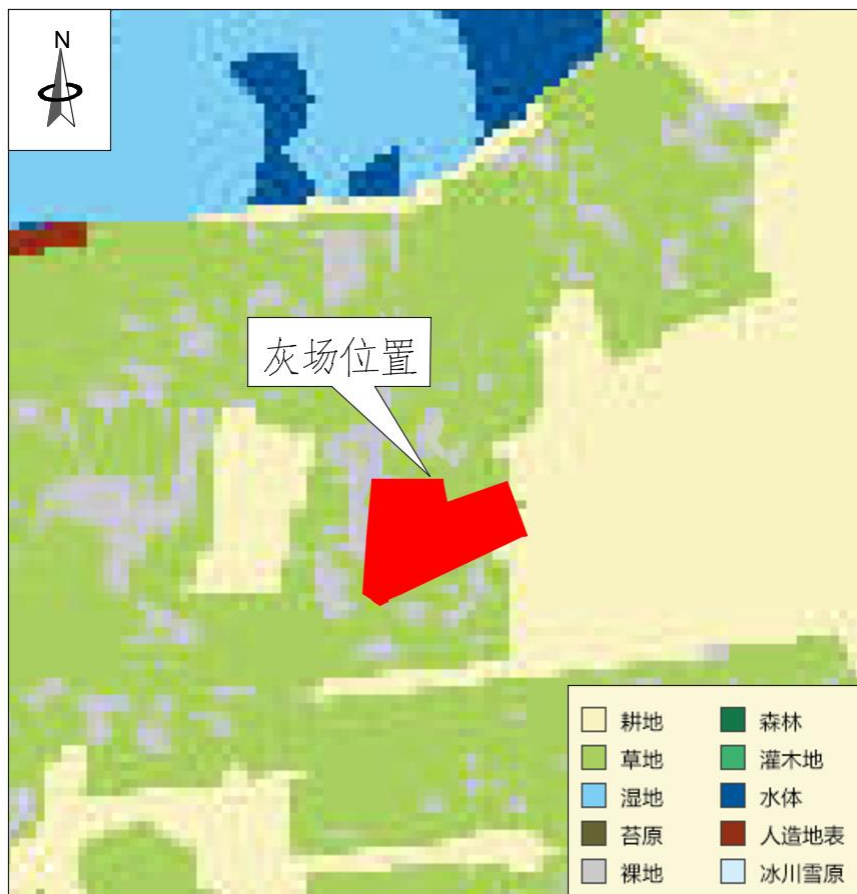 N
灰场位置
耕地 森林
草地 灌木地
湿地 水体
苔原 人造地表
裸地 冰川雪原